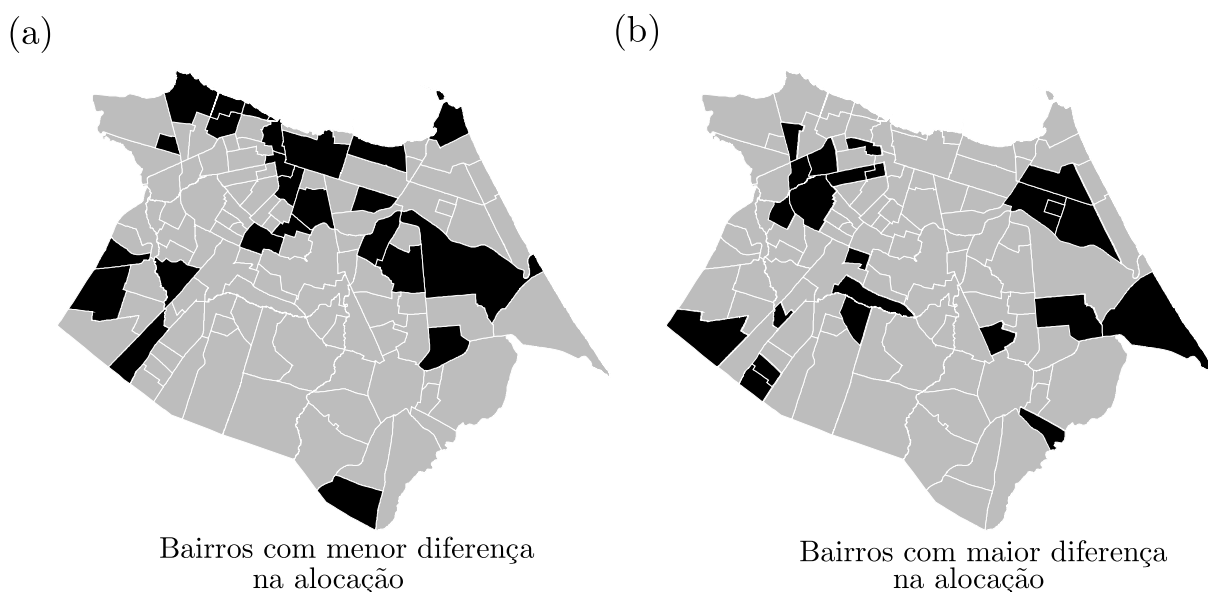 (a)
(b)
Bairros com menor diferença
na alocação
Bairros com maior diferença
na alocação